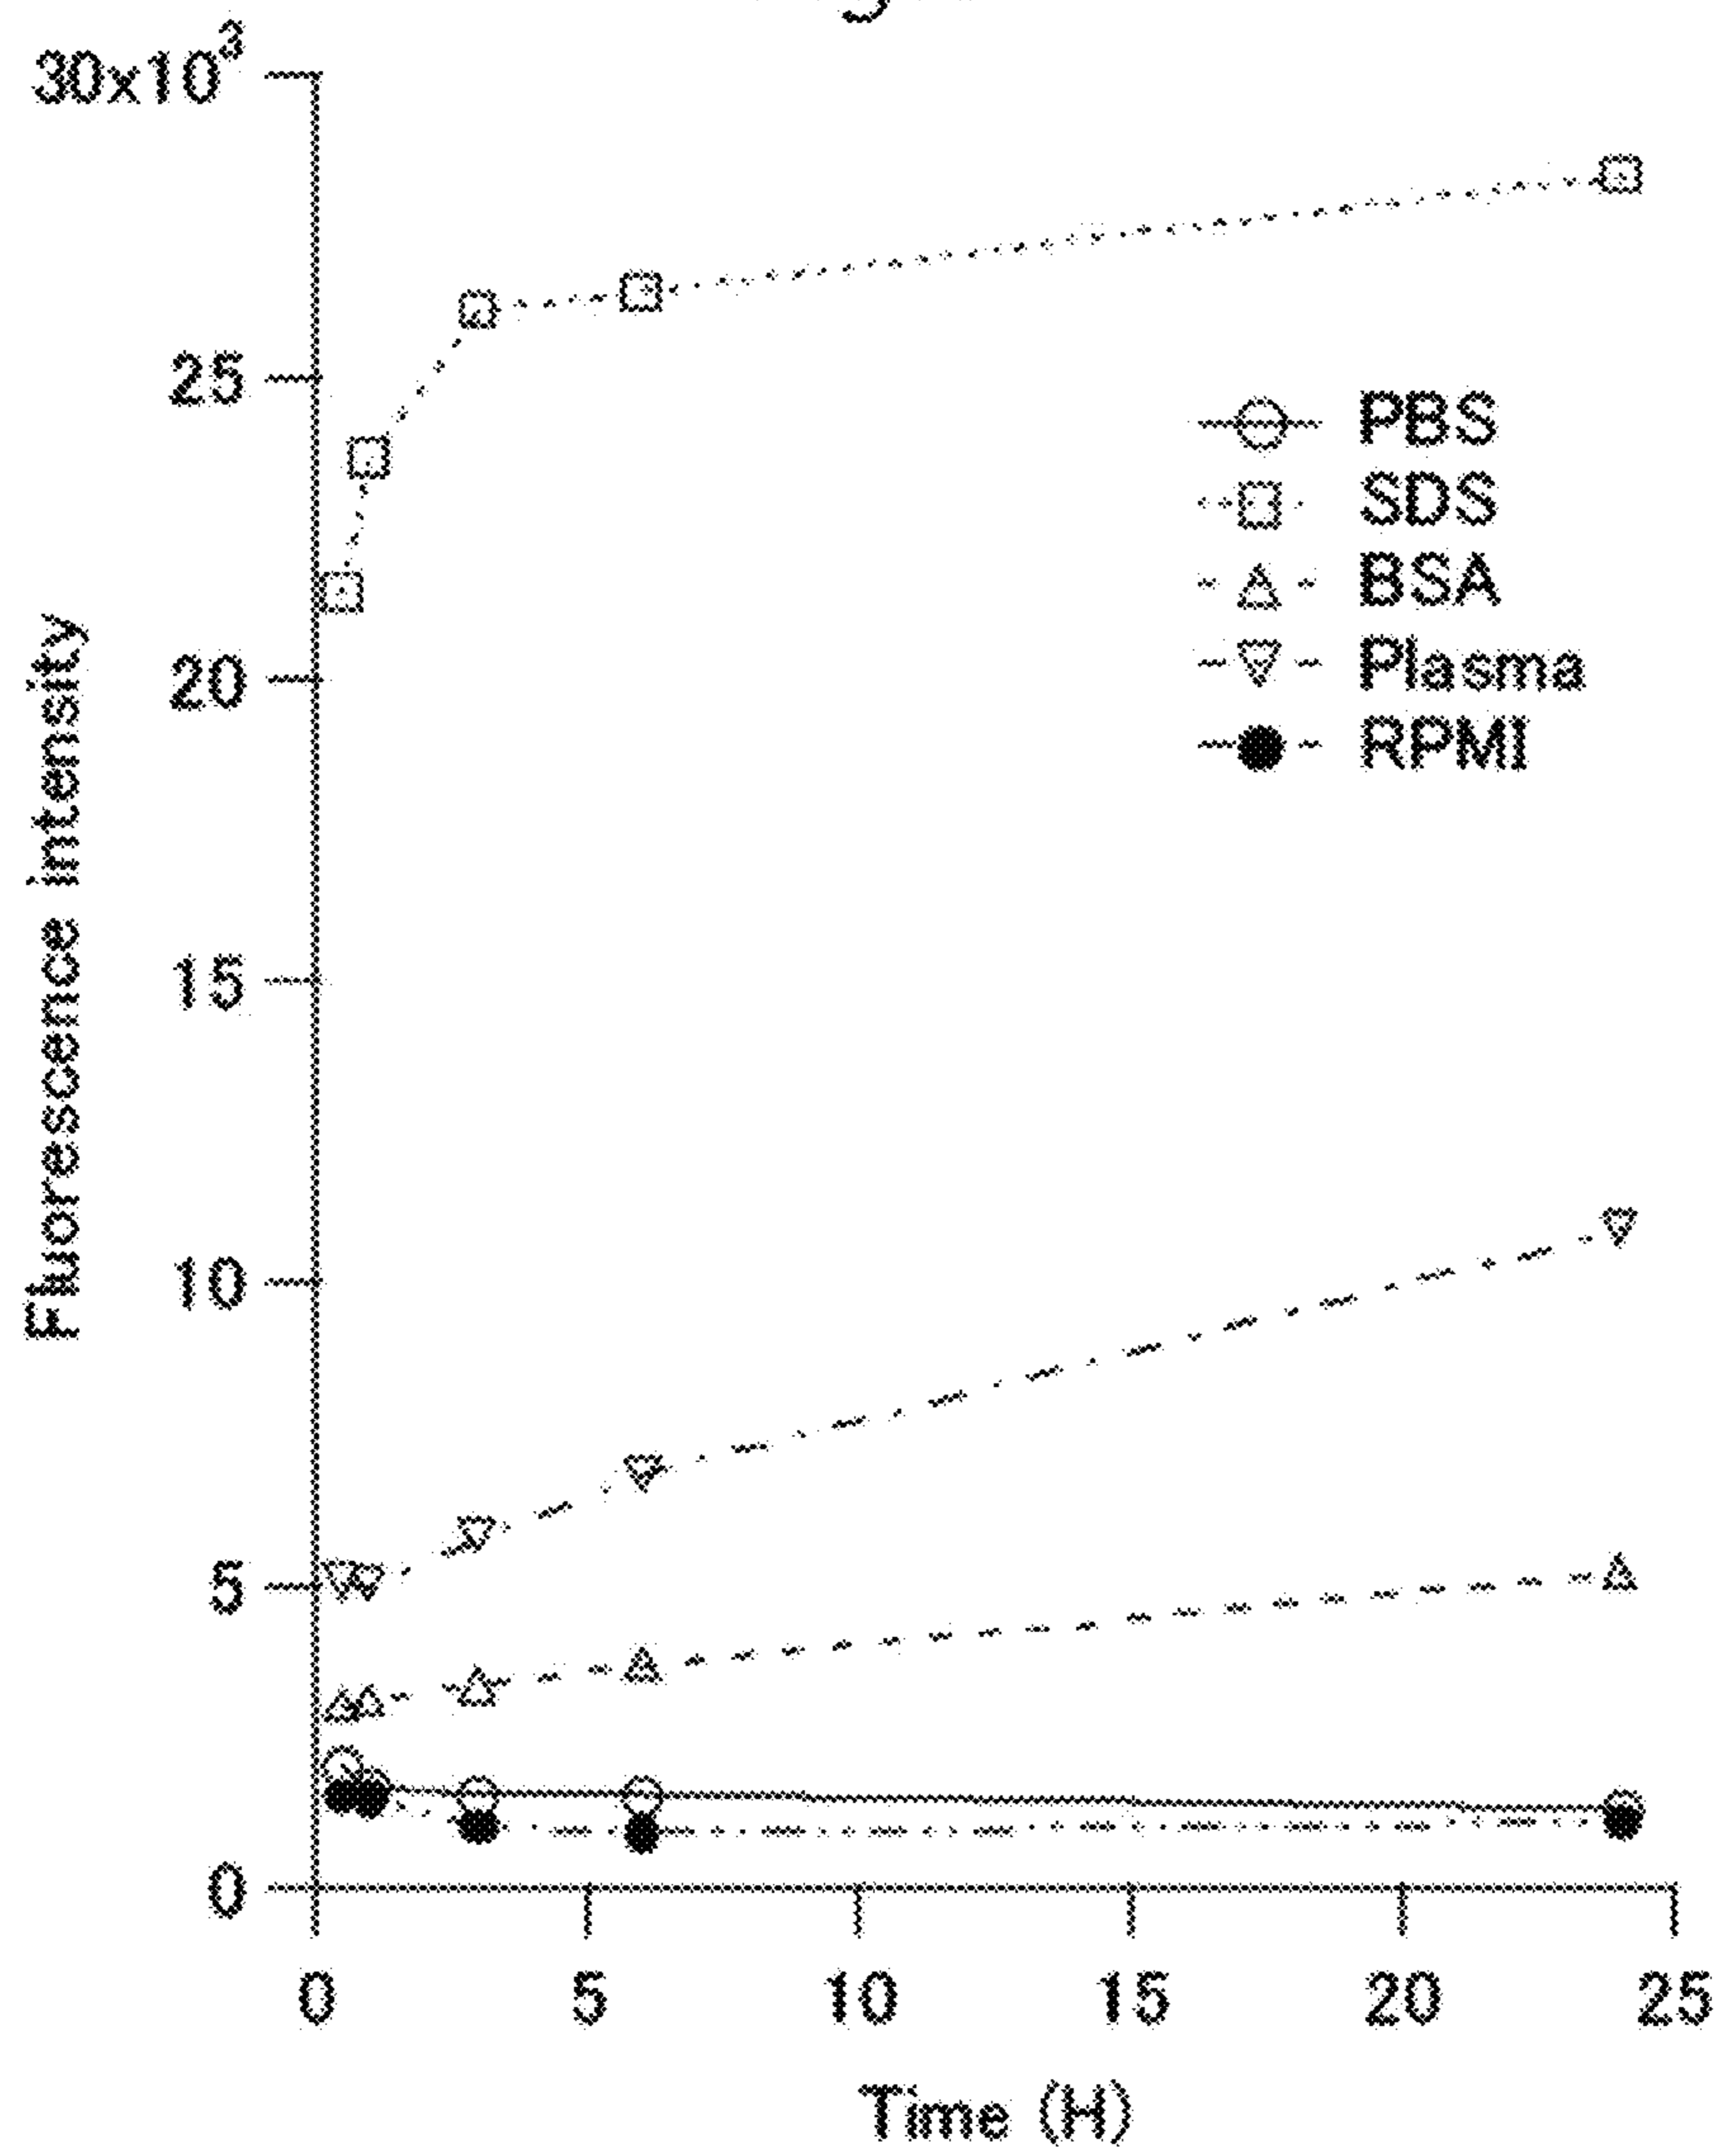 30x10³
25
20
15
10
5
0
Fluorescence intensity
PBS
SDS
BSA
Plasma
RPMI
0 5 10 15 20 25
Time (H)